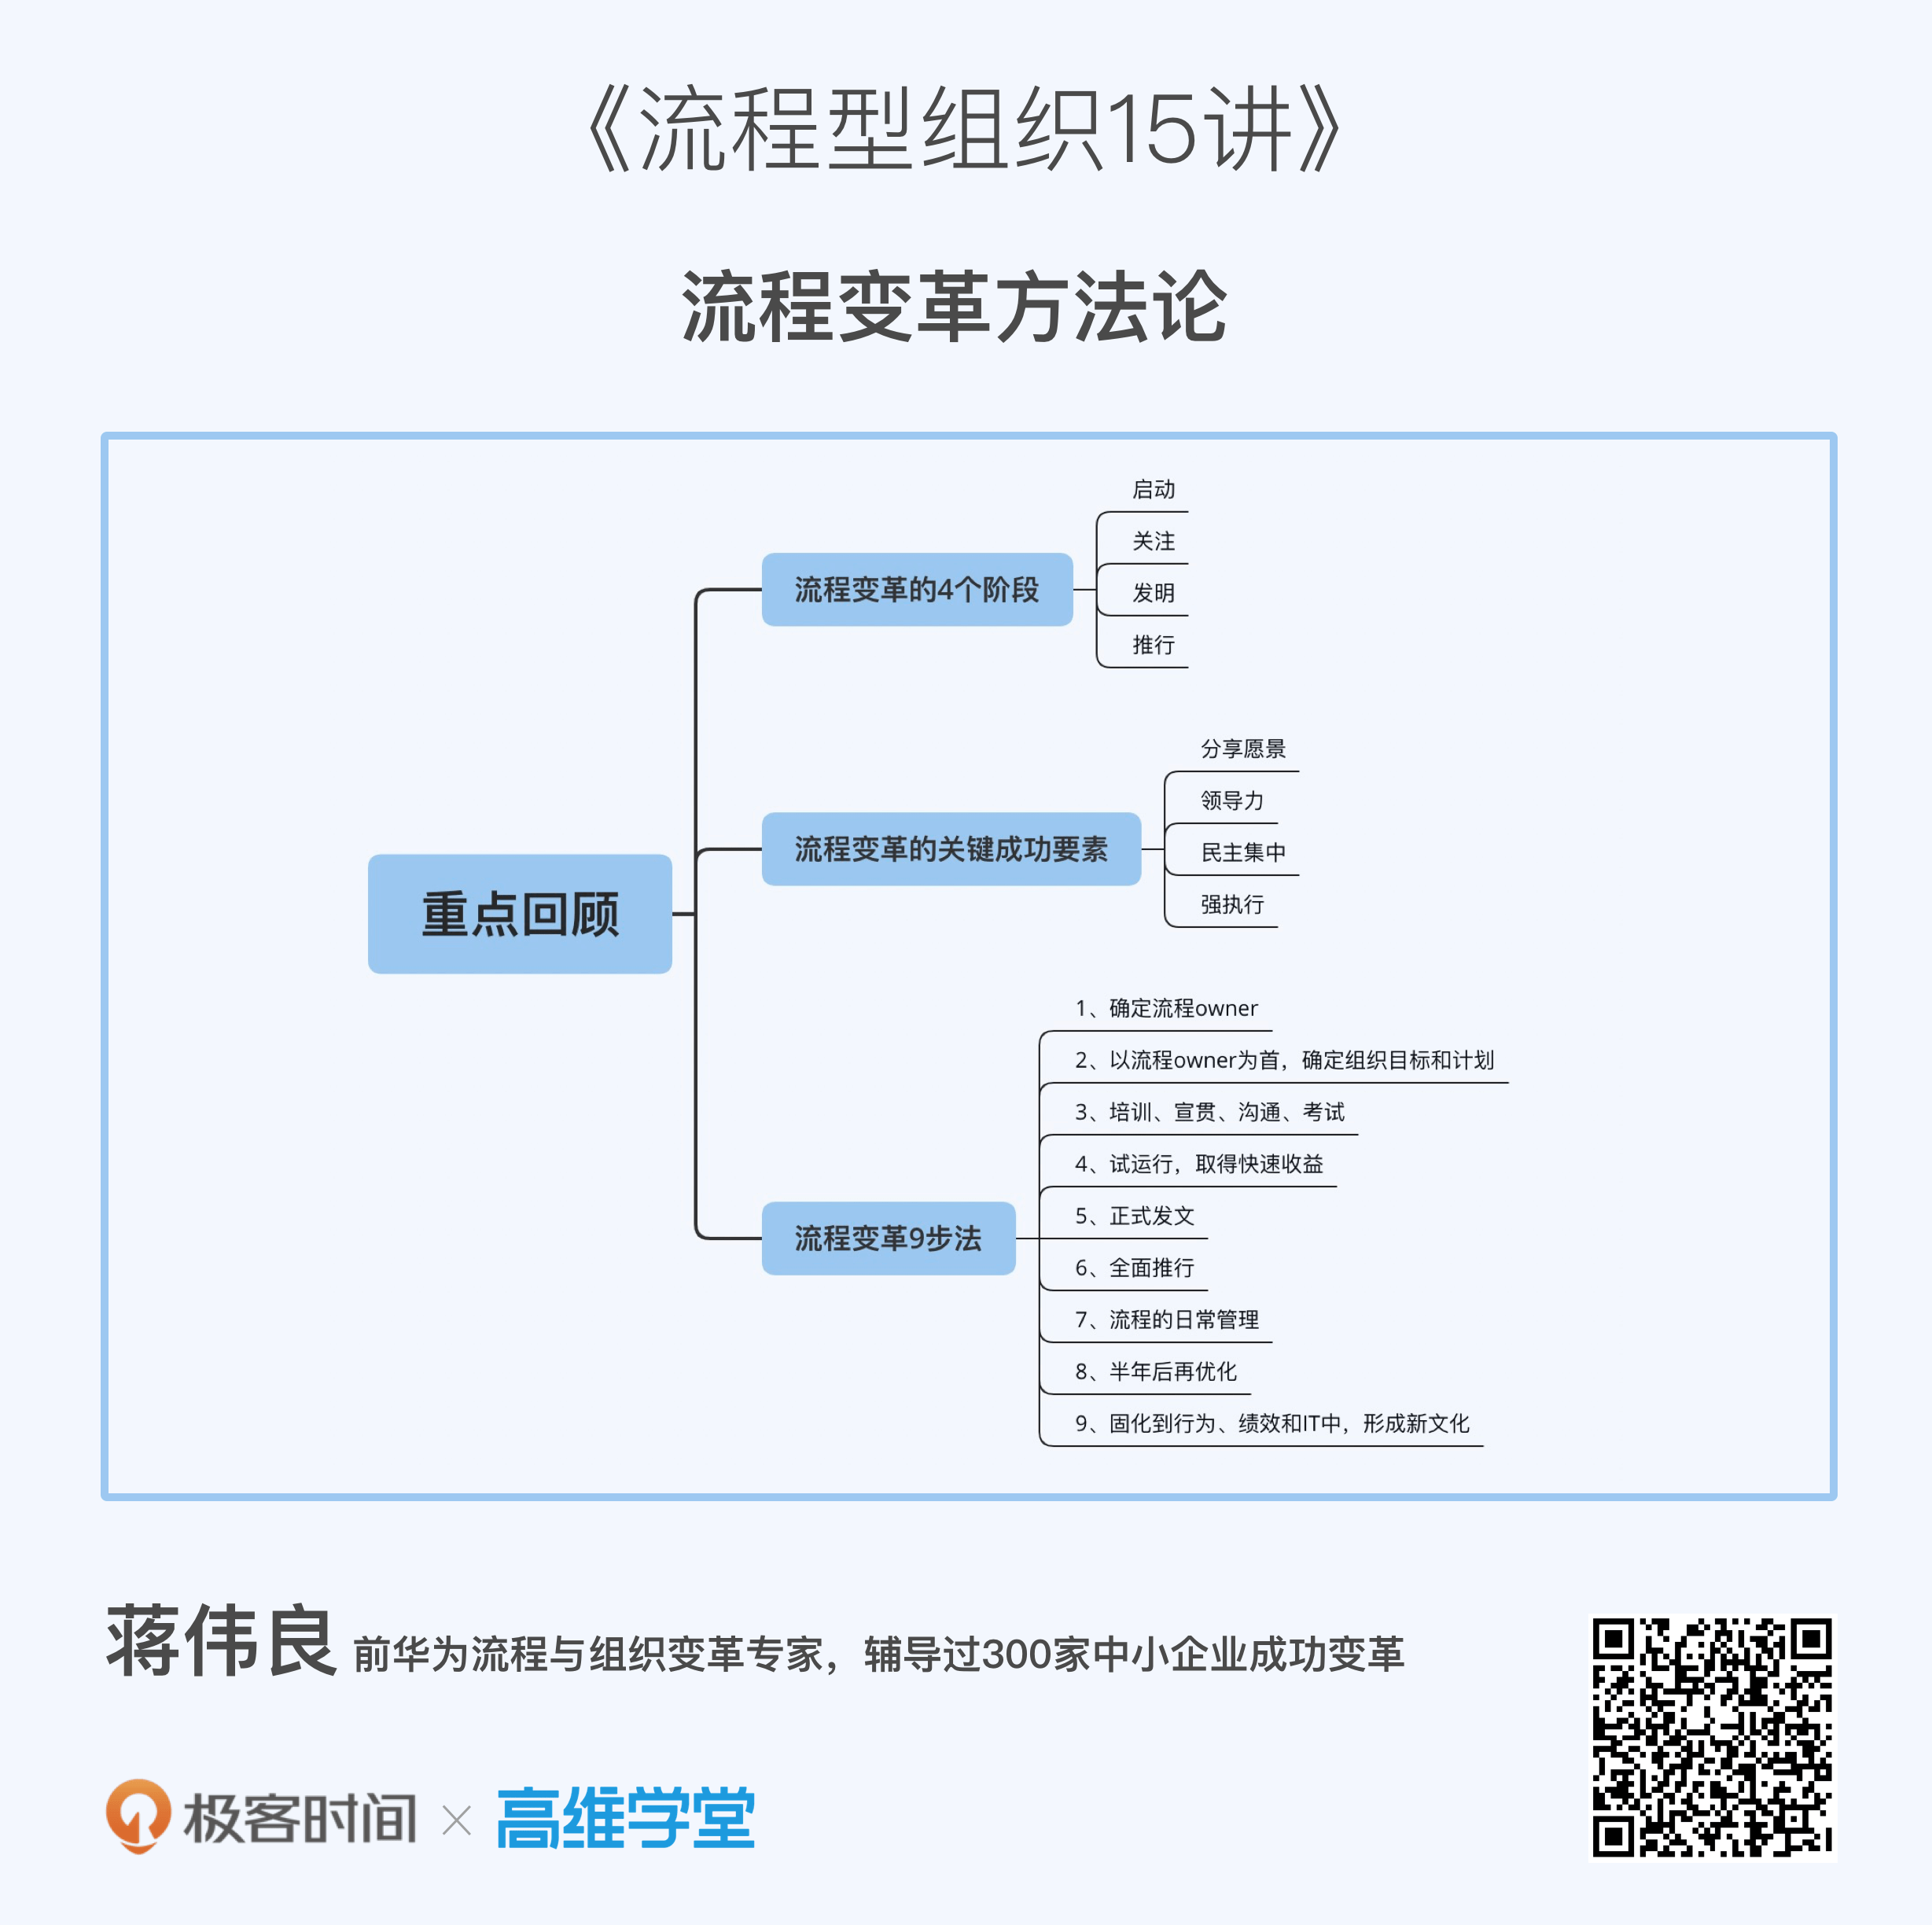 《流程型组织15讲》
流程变革方法论
启动
关注
流程变革的4个阶段
发明
推行
分享愿景
领导力
流程变革的关键成功要素
民主集中
强执行
重点回顾
1、确定流程owner
2、以流程owner为首，确定组织目标和计划
3、培训、宣贯、沟通、考试
4、试运行，取得快速收益
5、正式发文
流程变革9步法
6、全面推行
7、流程的日常管理
8、半年后再优化
9、固化到行为、绩效和IT中，形成新文化
蒋伟良 前华为流程与组织变革专家，辅导过300家中小企业成功变革
极客时间 × 高维学堂